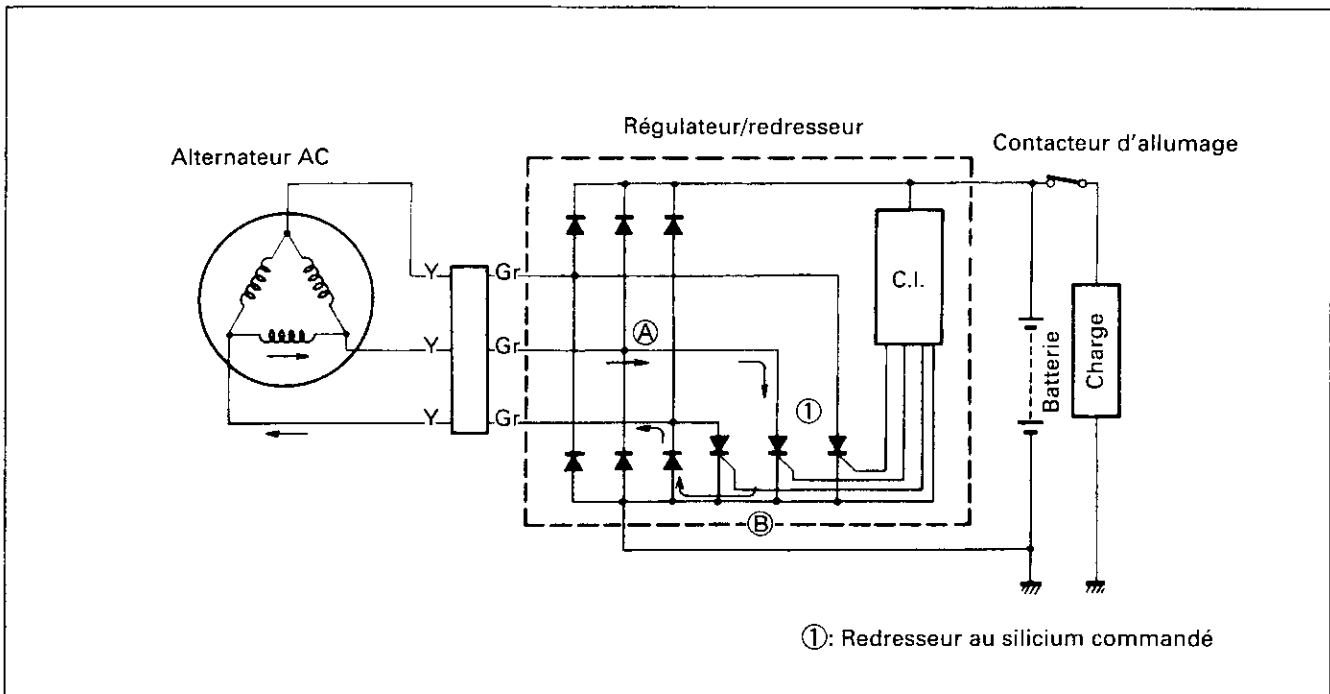 Régulateur/redresseur
Contacteur d'allumage
Alternateur AC
Y
Gr
C.I.
Batterie
Charge
Ⓐ
Y
Gr
①
Y
Gr
Ⓑ
①: Redresseur au silicium commandé